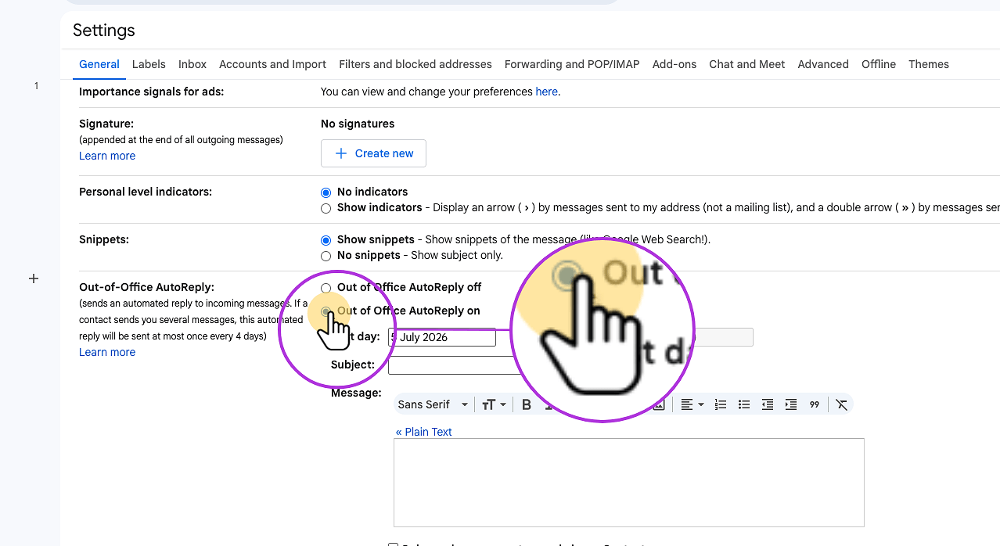 Settings
General Labels Inbox Accounts and Import Filters and blocked addresses Forwarding and POP/IMAP Add-ons Chat and Meet Advanced Offline Themes
1
Importance signals for ads: You can view and change your preferences here.
Signature: No signatures
(appended at the end of all outgoing messages)
Learn more
Create new
Personal level indicators: No indicators
Show indicators - Display an arrow ( › ) by messages sent to my address (not a mailing list), and a double arrow ( » ) by messages
Snippets: Show snippets - Show snippets of the message (like Google Web Search!).
No snippets - Show subject only.
Out-of-Office AutoReply: Out of Office AutoReply off
(sends an automated reply to incoming messages. If a
contact sends you several messages, this automated
reply will be sent at most once every 4 days)
Learn more
Out of Office AutoReply on
day: 5 July 2026
Subject:
Message:
Sans Serif B
« Plain Text
Out